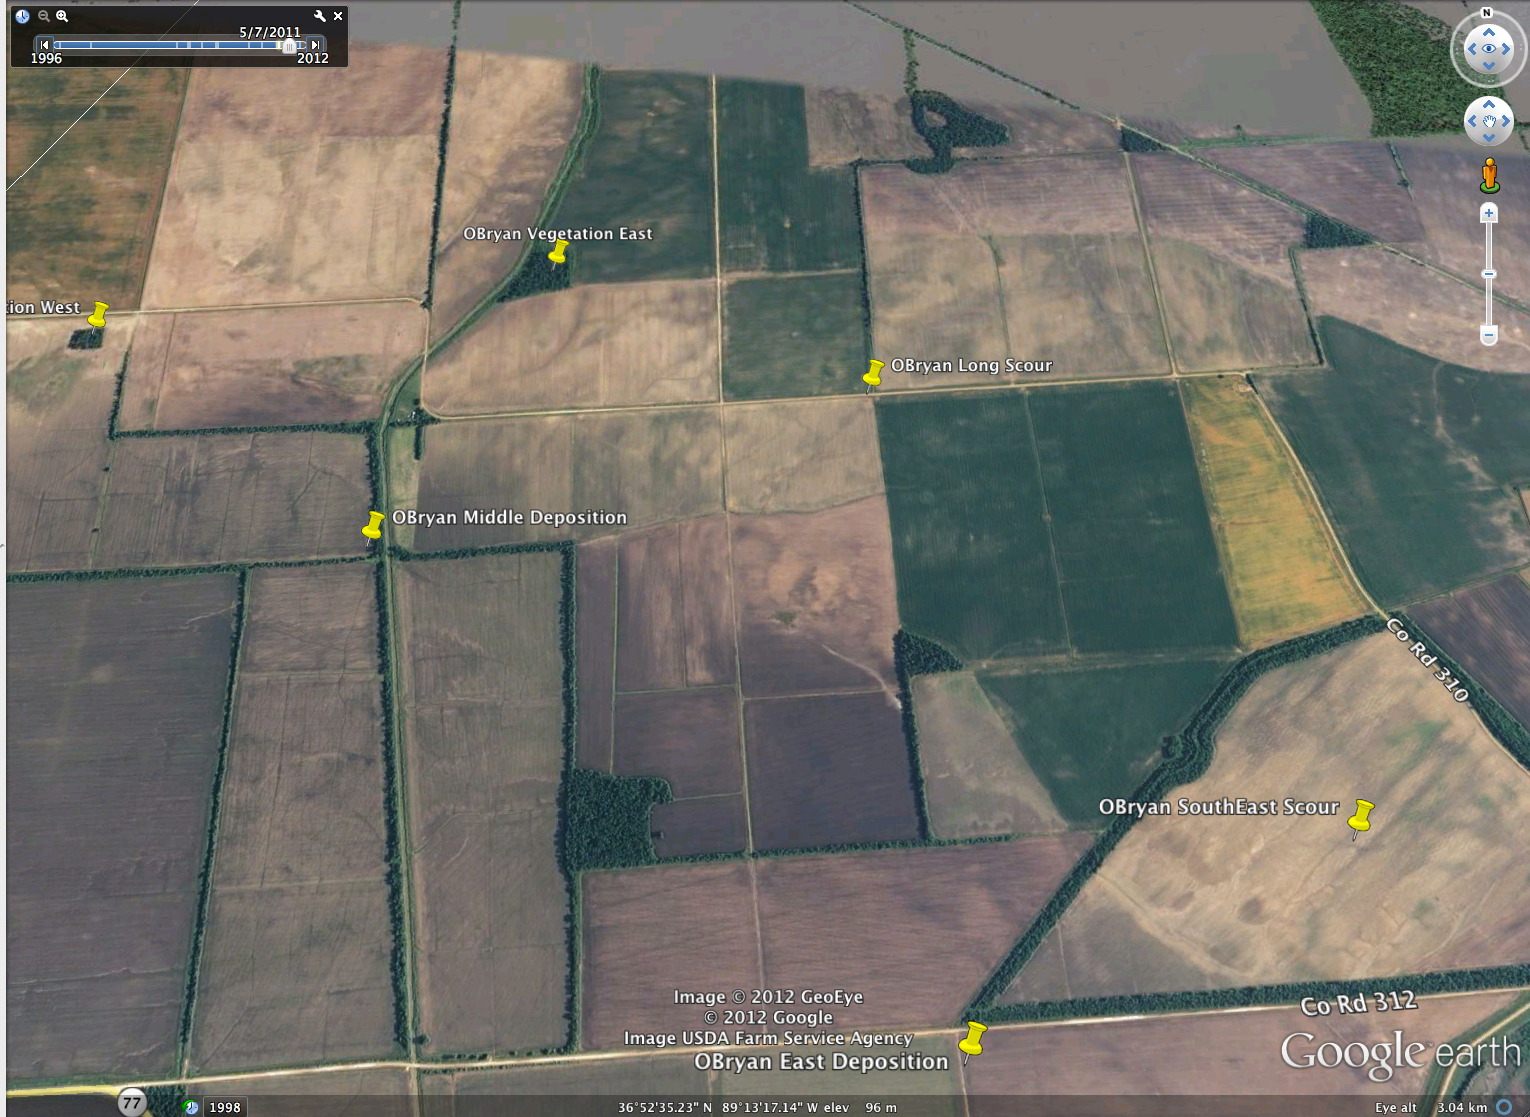 5/7/2011
1996
2012
N
OBryan Vegetation East
tion West
OBryan Long Scour
OBryan Middle Deposition
Co Rd 310
OBryan SouthEast Scour
Image © 2012 GeoEye
© 2012 Google
Image USDA Farm Service Agency
Co Rd 312
Google earth
OBryan East Deposition
77
1998
36°52'35.23" N 89°13'17.14" W elev 96 m
Eye alt 3.04 km